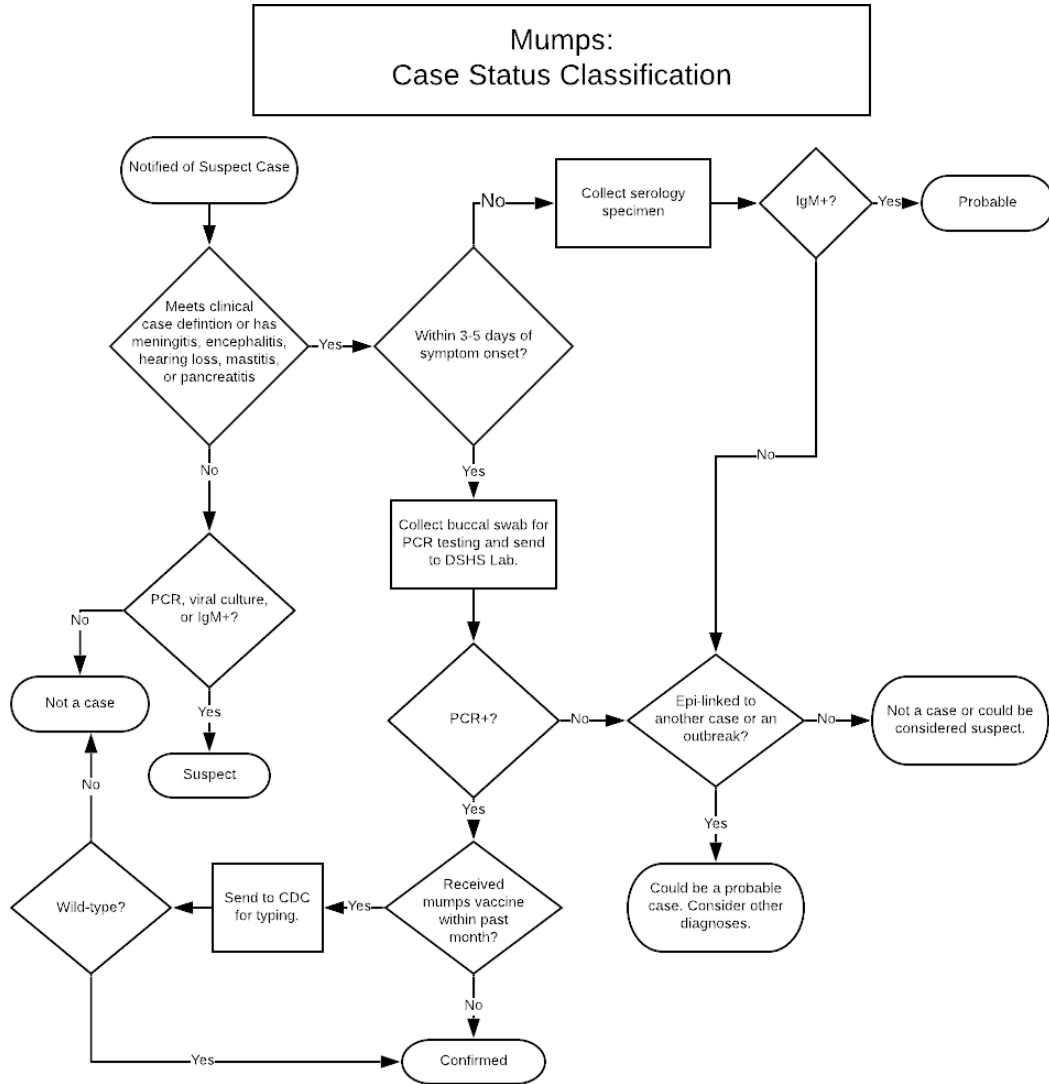 Mumps:
Case Status Classification
Notified of Suspect Case
No
Collect serology
specimen
IgM+?
Yes
Probable
Meets clinical
case defintion or has
meningitis, encephalitis,
hearing loss, mastitis,
or pancreatitis
Yes
Within 3-5 days of
symptom onset?
No
No
Yes
Collect buccal swab for
PCR testing and send
to DSHS Lab.
PCR, viral culture,
or IgM+?
No
Yes
Not a case
Suspect
PCR+?
No
Epi-linked to
another case or an
outbreak?
No
Not a case or could be
considered suspect.
Yes
Could be a probable
case. Consider other
diagnoses.
Yes
Received
mumps vaccine
within past
month?
Yes
Send to CDC
for typing.
Wild-type?
No
No
Yes
Confirmed